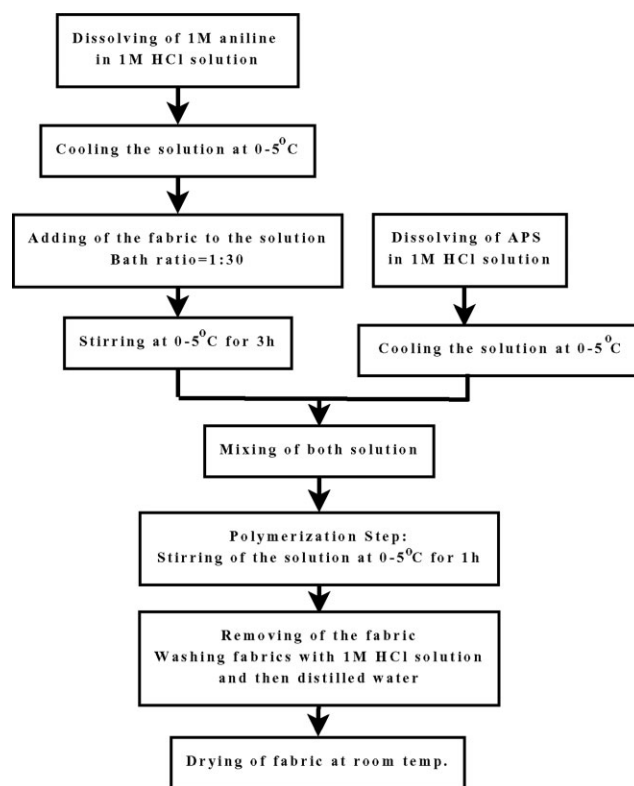 Dissolving of 1M aniline
in 1M HCl solution
Cooling the solution at 0-5°C
Adding of the fabric to the solution
Bath ratio=1:30
Stirring at 0-5°C for 3h
Dissolving of APS
in 1M HCl solution
Cooling the solution at 0-5°C
Mixing of both solution
Polymerization Step:
Stirring of the solution at 0-5°C for 1h
Removing of the fabric
Washing fabrics with 1M HCl solution
and then distilled water
Drying of fabric at room temp.